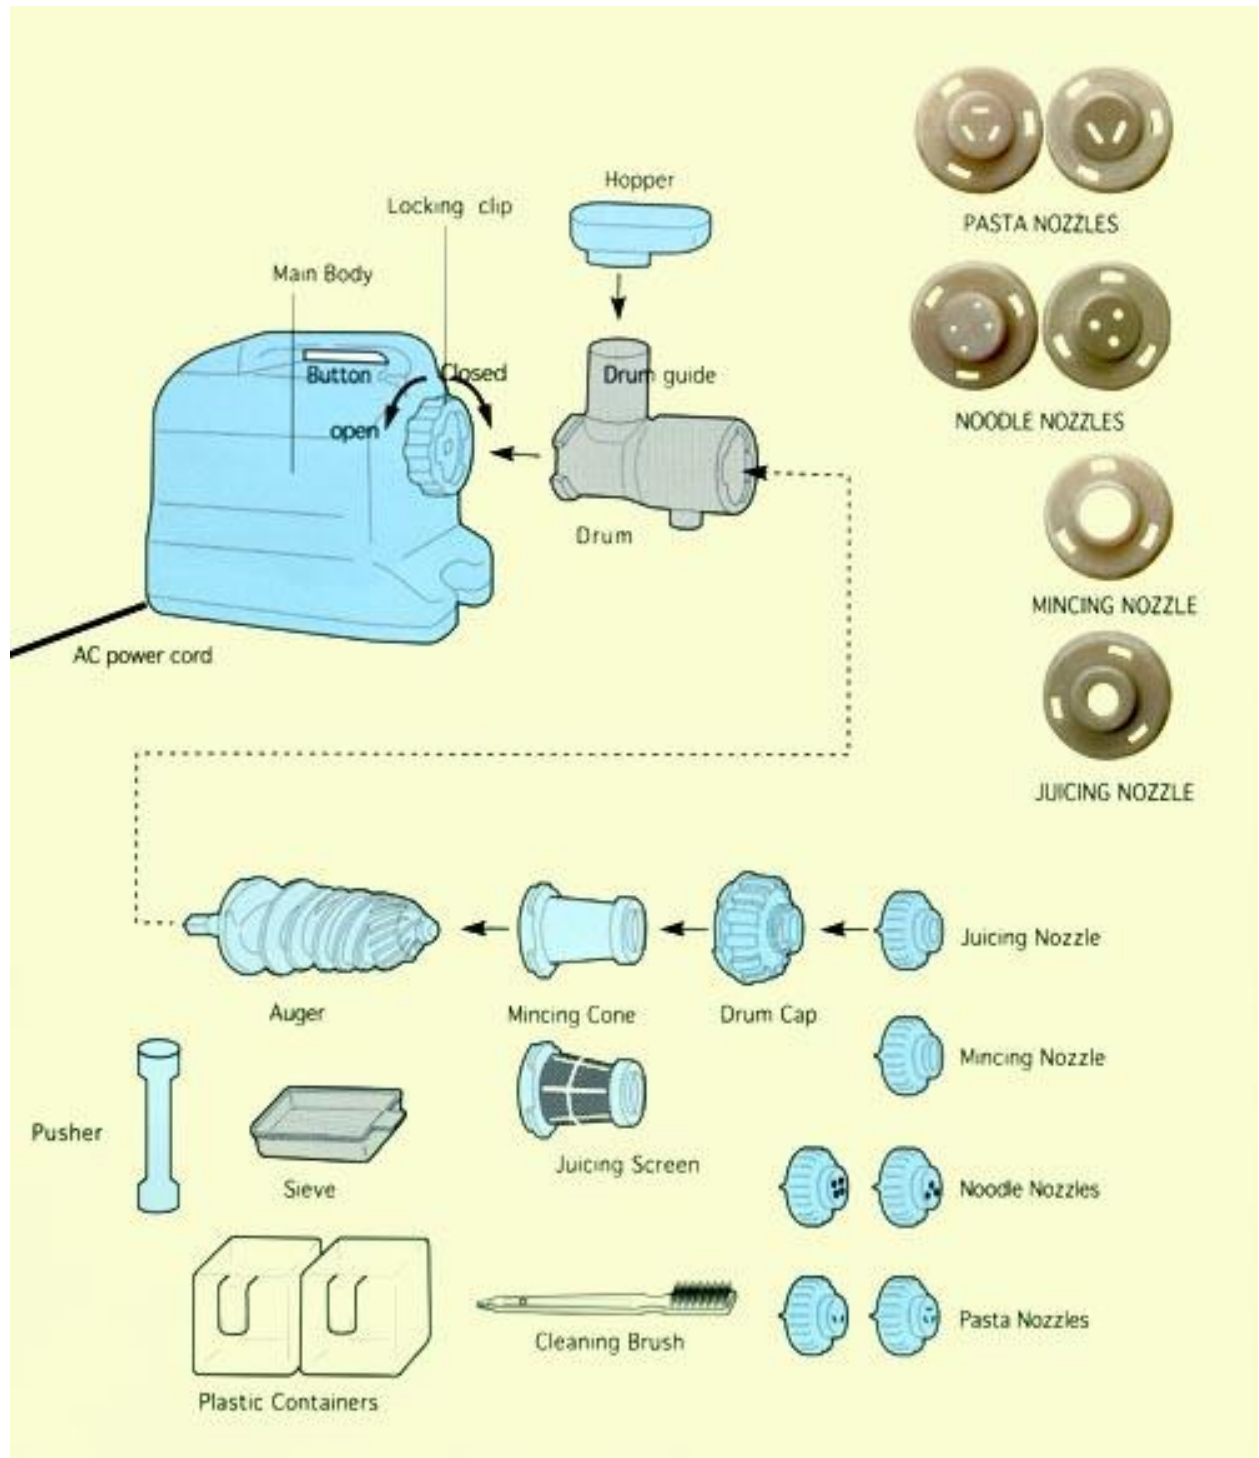 PASTA NOZZLES
Hopper
Locking clip
Main Body
Button
Closed
Drum guide
open
NOODLE NOZZLES
Drum
MINCING NOZZLE
AC power cord
JUICING NOZZLE
Juicing Nozzle
Auger
Mincing Cone
Drum Cap
Mincing Nozzle
Pusher
Juicing Screen
Sieve
Noodle Nozzles
Pasta Nozzles
Cleaning Brush
Plastic Containers